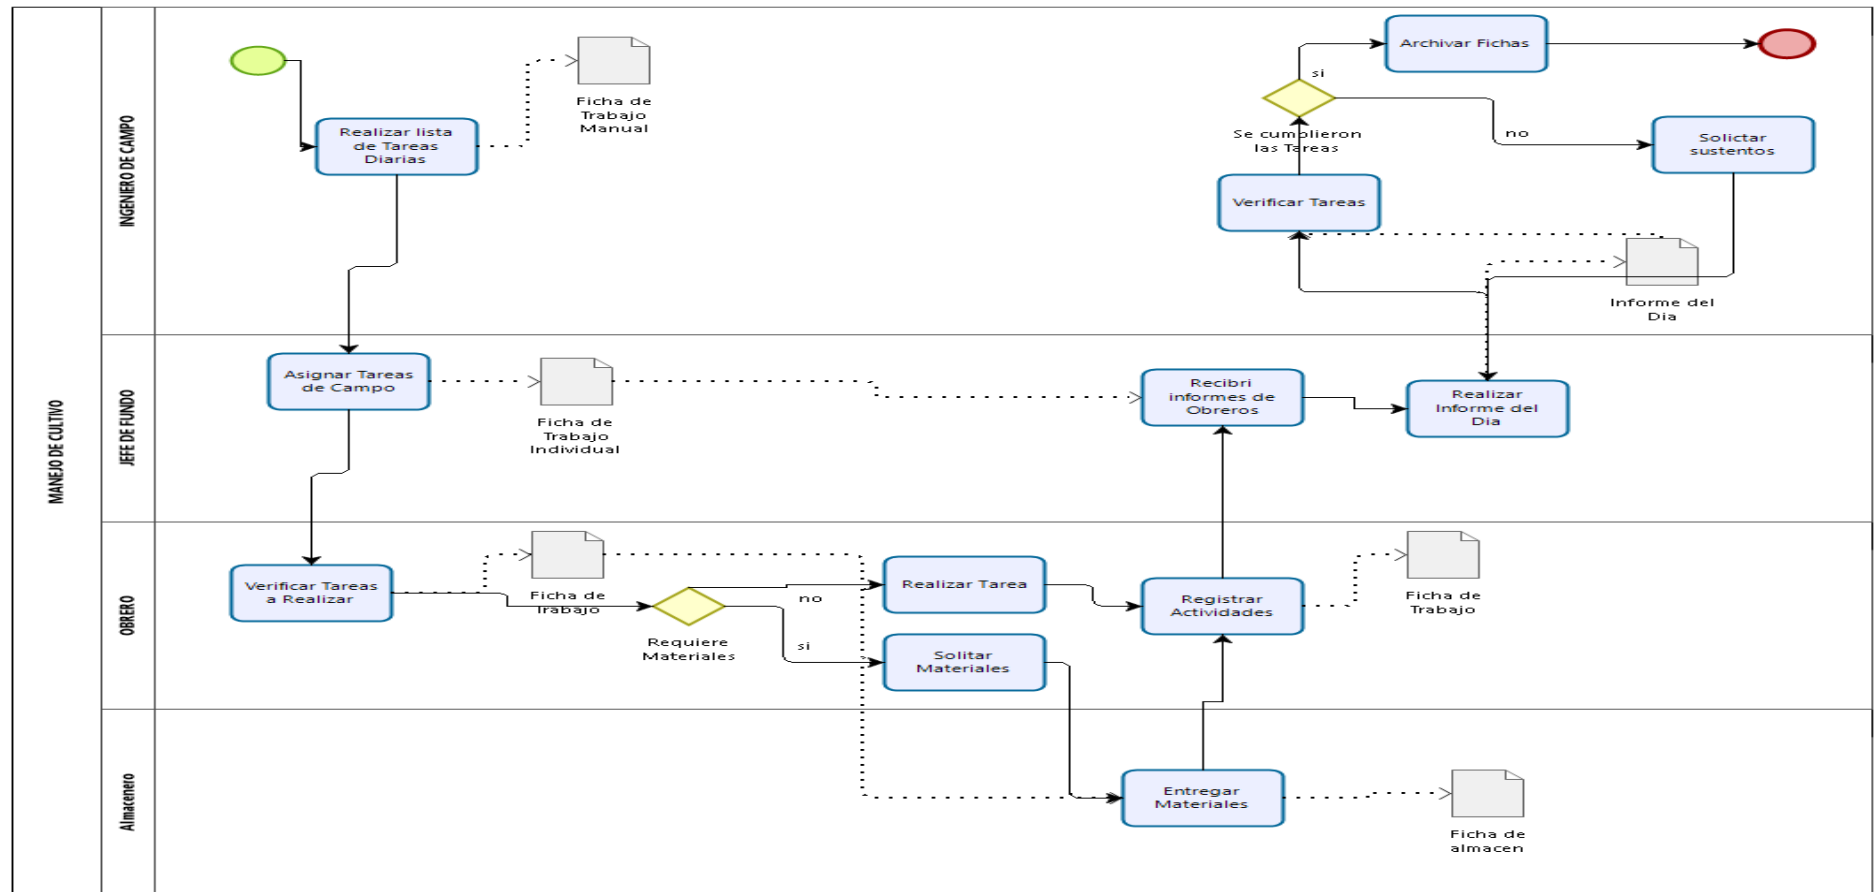 MANEJO DE CULTIVO
INGENIERO DE CAMPO
Realizar lista
de Tareas
Diarias
Ficha de
Trabajo
Manual
Archivar Fichas
si
Se cumplieron
las Tareas
no
Solictar
sustentos
Verificar Tareas
Informe del
Dia
JEFE DE FUNDO
Asignar Tareas
de Campo
Ficha de
Trabajo
Individual
Recibri
informes de
Obreros
Realizar
Informe del
Dia
OBRERO
Verificar Tareas
a Realizar
Ficha de
Trabajo
Requiere
Materiales
no
si
Realizar Tarea
Solitar
Materiales
Registrar
Actividades
Ficha de
Trabajo
Almacenero
Entregar
Materiales
Ficha de
almacen